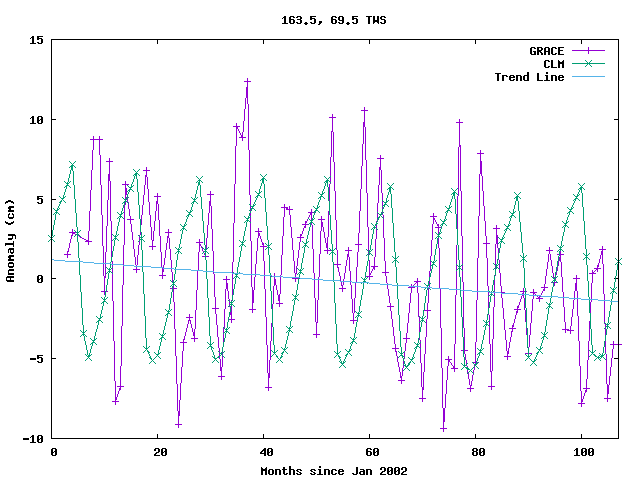 163.5, 69.5 TWS
GRACE
CLM
Trend Line
Anomaly (cm)
15
10
5
0
-5
-10
0 20 40 60 80 100
Months since Jan 2002